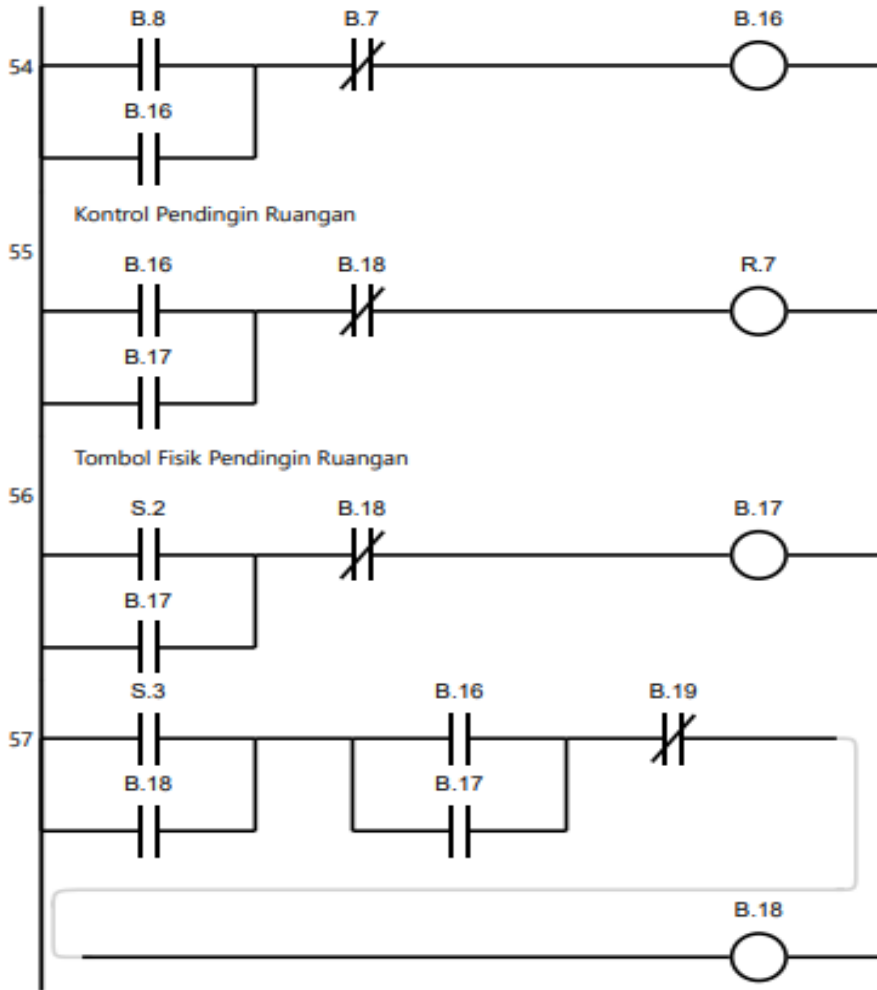 B.8 B.7 B.16
54
B.16
Kontrol Pendingin Ruangan
55
B.16 B.18 R.7
B.17
Tombol Fisik Pendingin Ruangan
56
S.2 B.18 B.17
B.17
S.3 B.16 B.19
57
B.18 B.17
B.18